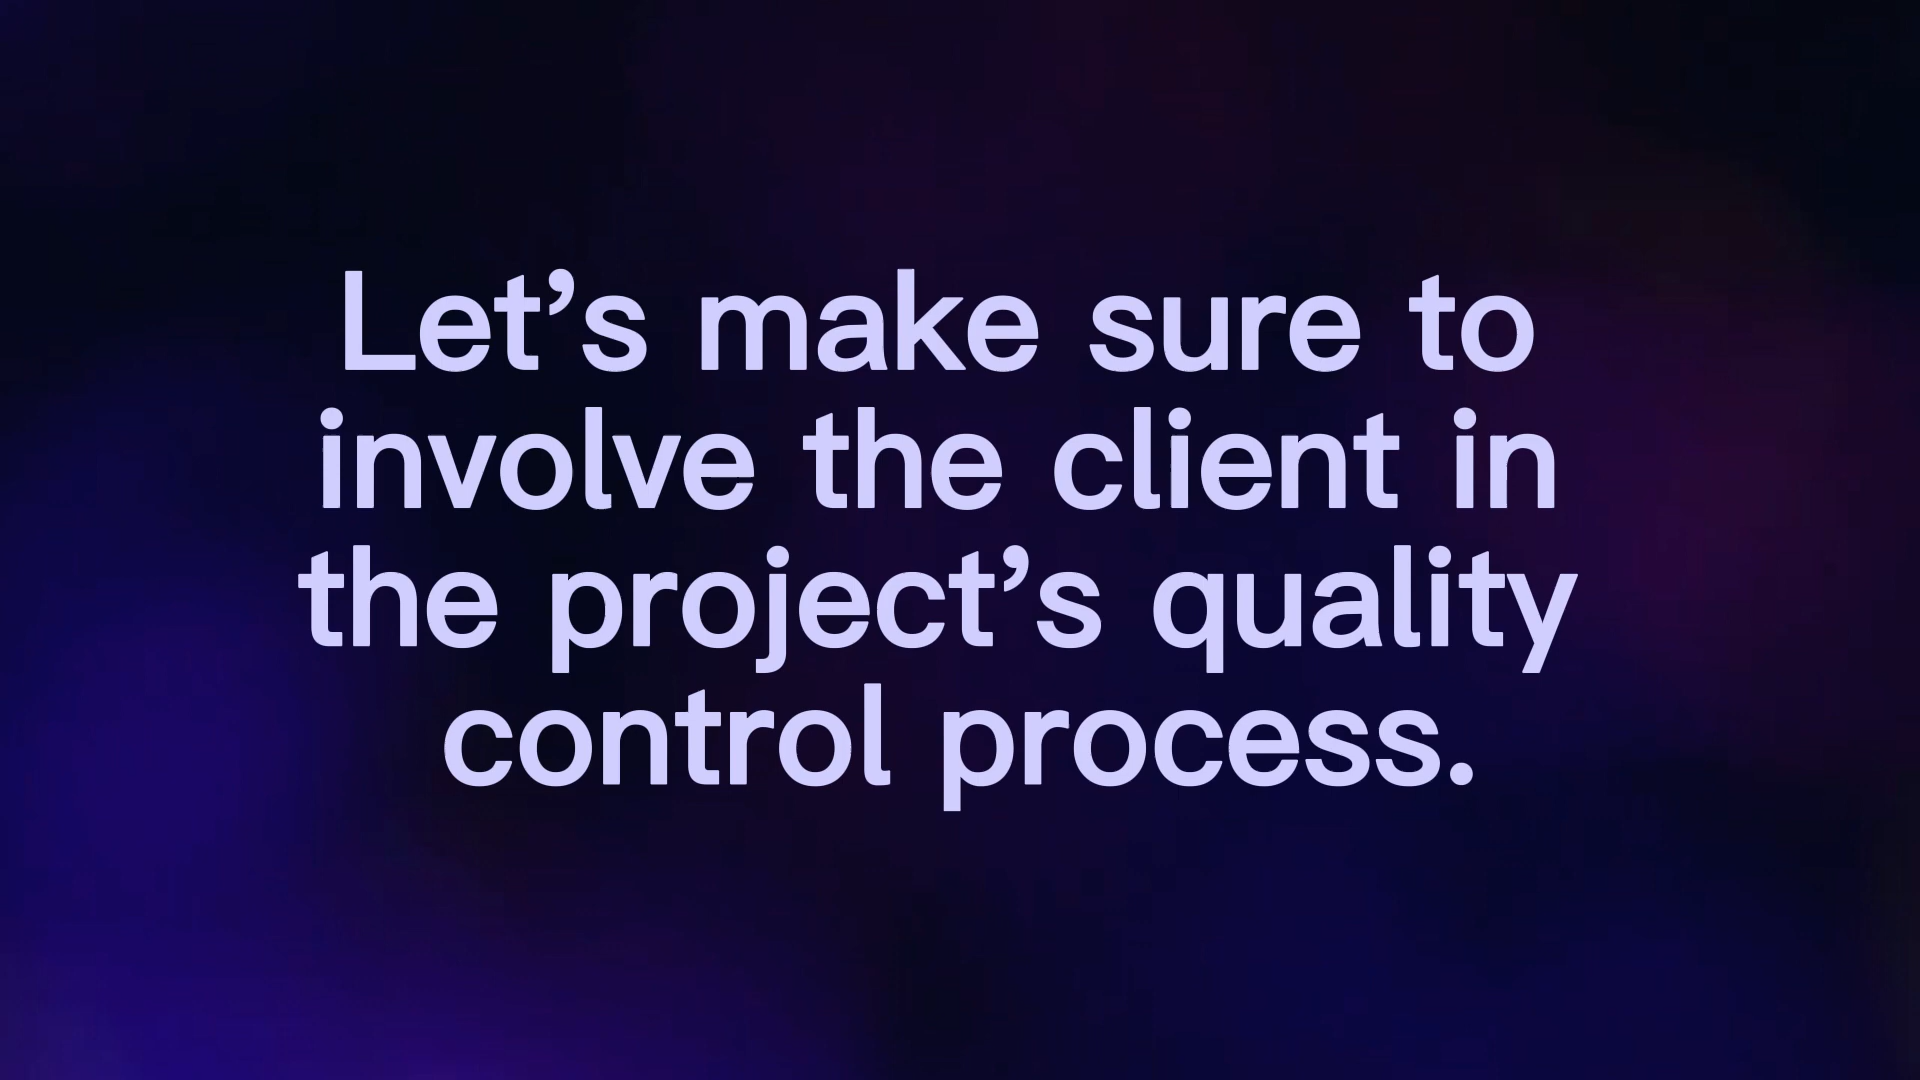 Let’s make sure to
involve the client in
the project’s quality
control process.